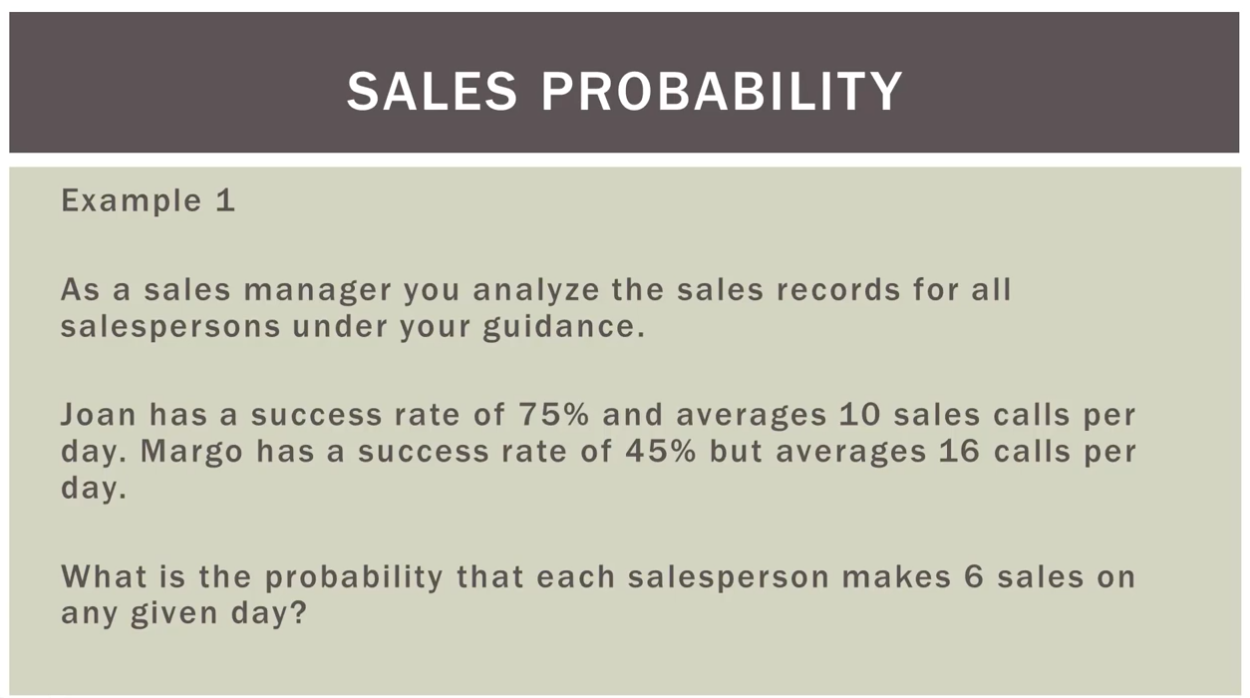 SALES PROBABILITY
Example 1
As a sales manager you analyze the sales records for all
salespersons under your guidance.
Joan has a success rate of 75% and averages 10 sales calls per
day. Margo has a success rate of 45% but averages 16 calls per
day.
What is the probability that each salesperson makes 6 sales on
any given day?